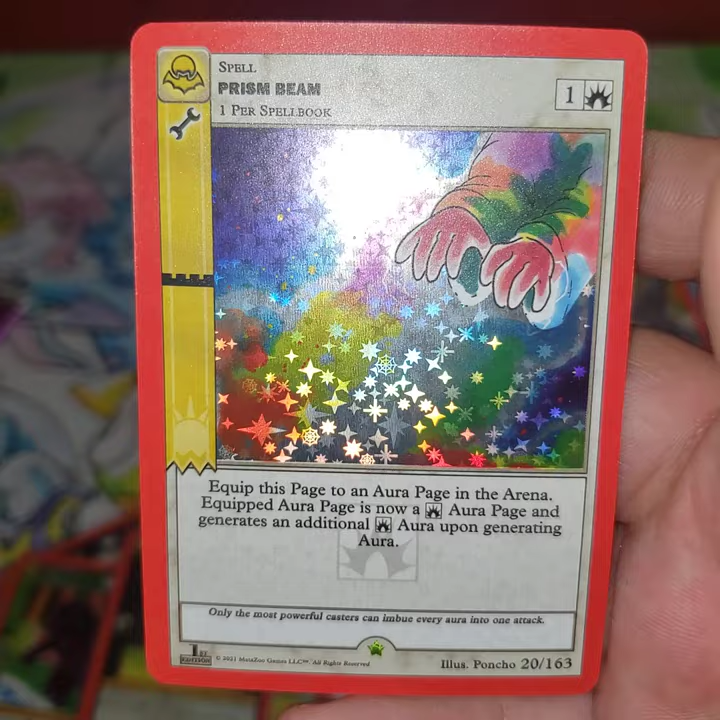 SPELL
PRISM BEAM
1 PER SPELLBOOK
1
Equip this Page to an Aura Page in the Arena.
Equipped Aura Page is now a Aura Page and
generates an additional Aura upon generating
Aura.
Only the most powerful casters can imbue every aura into one attack.
1ST
EDITION
© 2021 MetaZoo Games LLC™. All Rights Reserved
Illus. Poncho 20/163